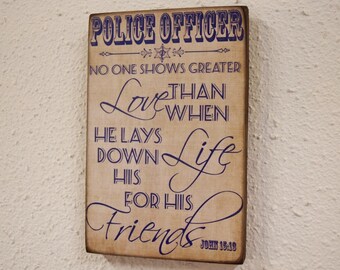 POLICE OFFICER
NO ONE SHOWS GREATER
Love THAN
WHEN
HE LAYS
DOWN Life
HIS
FOR HIS
Friends
JOHN 15:13